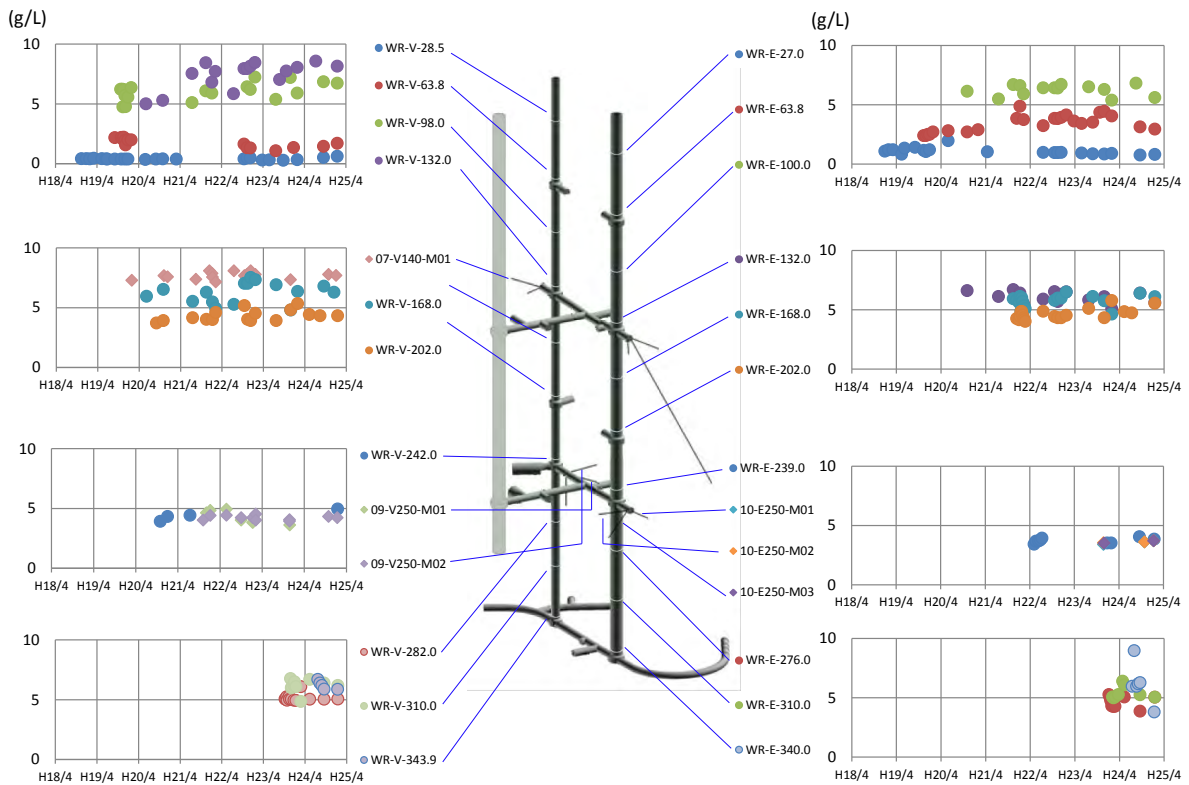 (g/L)
10
5
0
H18/4 H19/4 H20/4 H21/4 H22/4 H23/4 H24/4 H25/4
WR-V-28.5
WR-V-63.8
WR-V-98.0
WR-V-132.0
10
5
0
H18/4 H19/4 H20/4 H21/4 H22/4 H23/4 H24/4 H25/4
07-V140-M01
WR-V-168.0
WR-V-202.0
10
5
0
H18/4 H19/4 H20/4 H21/4 H22/4 H23/4 H24/4 H25/4
WR-V-242.0
09-V250-M01
09-V250-M02
10
5
0
H18/4 H19/4 H20/4 H21/4 H22/4 H23/4 H24/4 H25/4
WR-V-282.0
WR-V-310.0
WR-V-343.9
(g/L)
WR-E-27.0
WR-E-63.8
WR-E-100.0
10
5
0
H18/4 H19/4 H20/4 H21/4 H22/4 H23/4 H24/4 H25/4
WR-E-132.0
WR-E-168.0
WR-E-202.0
10
5
0
H18/4 H19/4 H20/4 H21/4 H22/4 H23/4 H24/4 H25/4
WR-E-239.0
10-E250-M01
10-E250-M02
10-E250-M03
10
5
0
H18/4 H19/4 H20/4 H21/4 H22/4 H23/4 H24/4 H25/4
WR-E-276.0
WR-E-310.0
WR-E-340.0
10
5
0
H18/4 H19/4 H20/4 H21/4 H22/4 H23/4 H24/4 H25/4